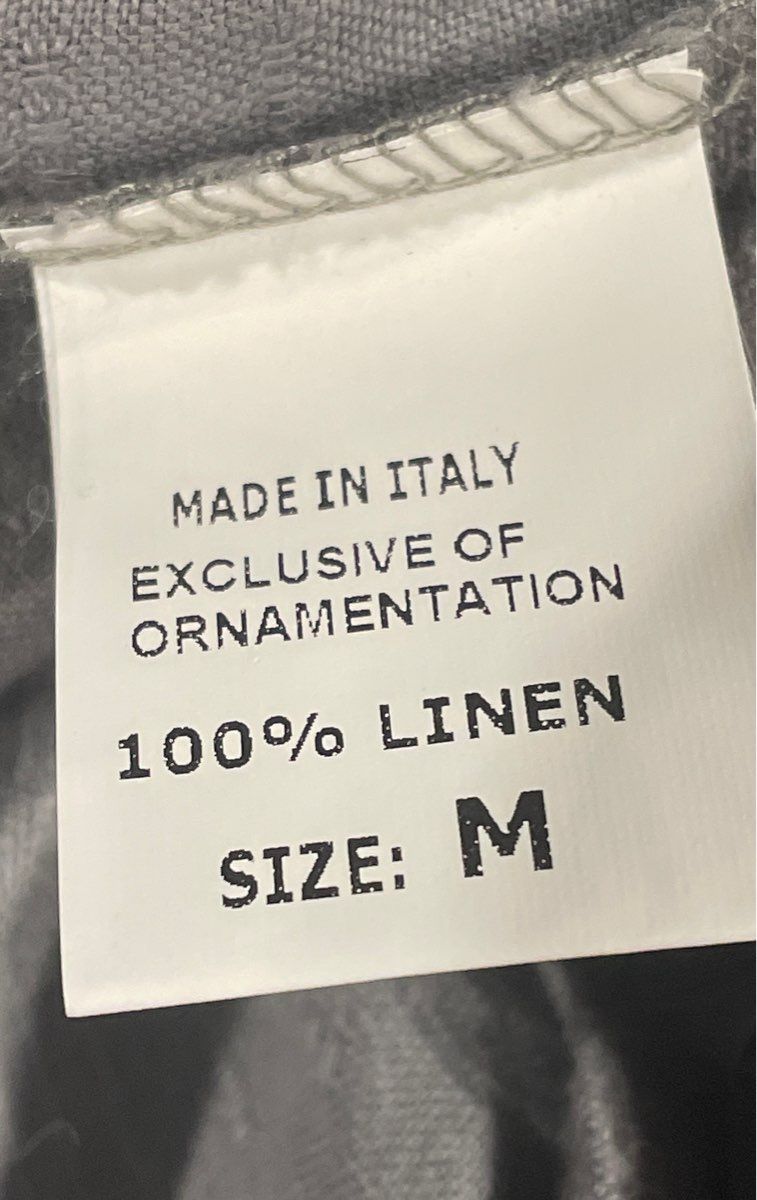 MADE IN ITALY
EXCLUSIVE OF
ORNAMENTATION
100% LINEN
SIZE: M